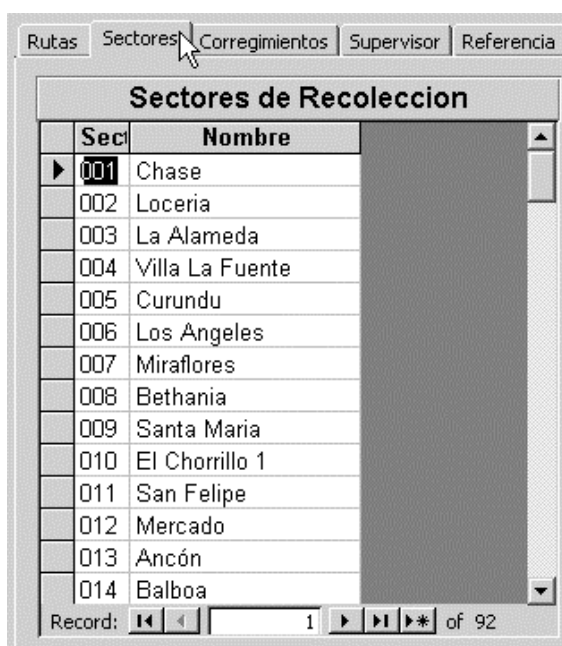 Rutas Sectores Corregimientos Supervisor Referencia
Sectores de Recoleccion
Sect Nombre
001 Chase
002 Loceria
003 La Alameda
004 Villa La Fuente
005 Curundu
006 Los Angeles
007 Miraflores
008 Bethania
009 Santa Maria
010 El Chorrillo 1
011 San Felipe
012 Mercado
013 Ancón
014 Balboa
Record: 1 of 92